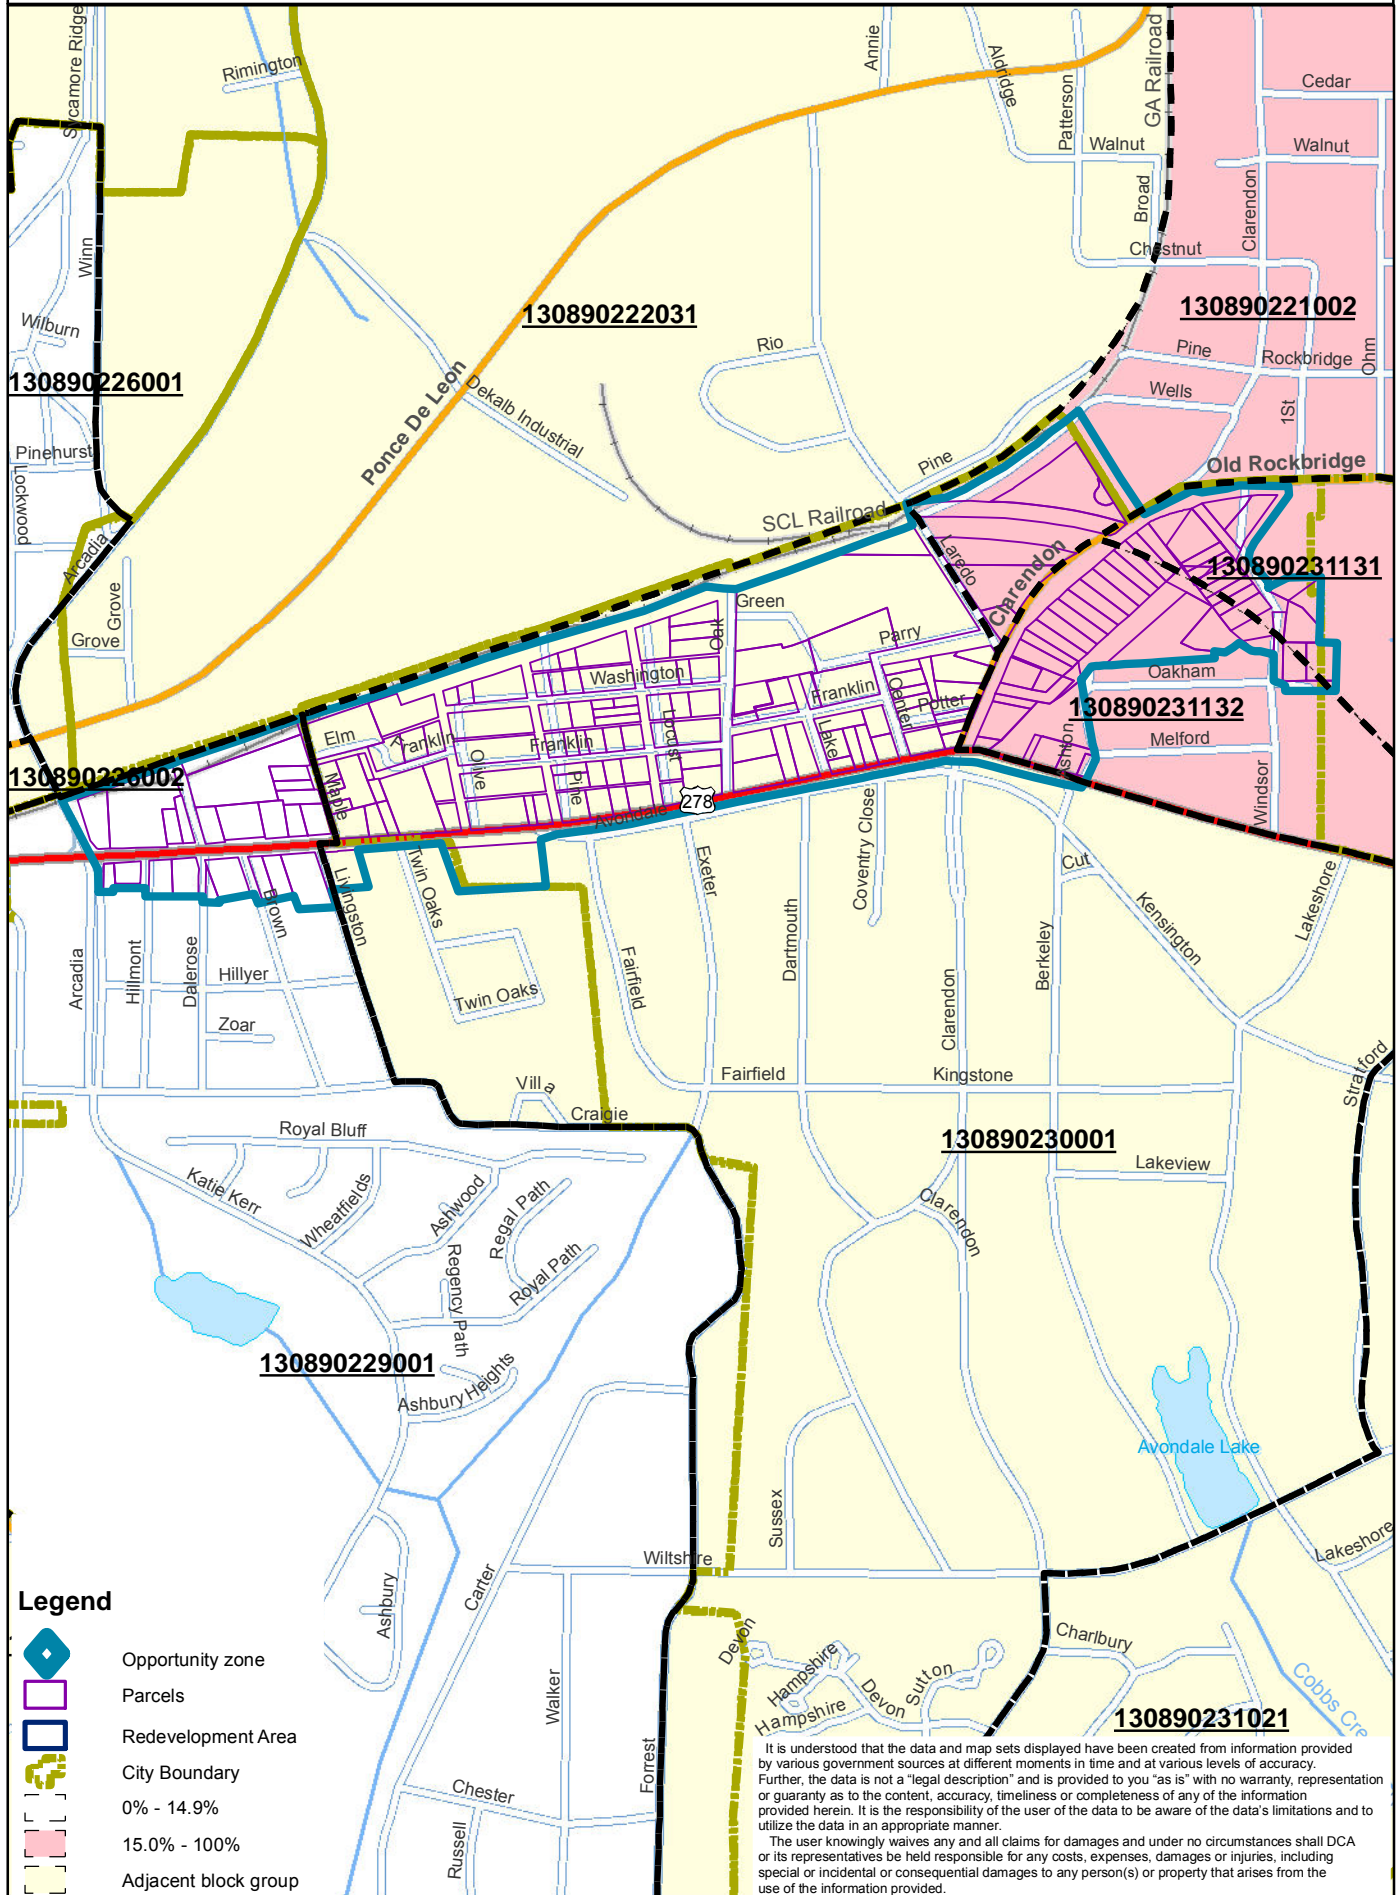 Sycamore Ridge
Rimington
Annie
Aldridge
Patterson
GA Railroad
Cedar
Walnut
Walnut
Broad
Clarendon
Chestnut
Winn
Wilburn
130890222031
130890221002
130890226001
Rio
Pine
Rockbridge
Ohm
Ponce De Leon
Dekalb Industrial
Wells
1St
Pinehurst
Lockwood
Pine
Old Rockbridge
SCL Railroad
Arcadia
Laredo
Clarendon
130890231131
Grove
Grove
Green
Oak
Parry
Washington
Oakham
Franklin
Center
Potter
130890231132
Elm
Franklin
Franklin
Locust
Lake
Ashton
Melford
Olive
Pine
130890226002
Maple
278
Avondale
Windsor
Coventry Close
Cut
Twin Oaks
Exeter
Livingston
Brown
Kensington
Lakeshore
Dartmouth
Berkeley
Arcadia
Hillmont
Dalerose
Hillyer
Fairfield
Clarendon
Twin Oaks
Zoar
Stratford
Fairfield
Kingstone
Villa
Craigie
Royal Bluff
130890230001
Lakeview
Katie Kerr
Wheatfields
Ashwood
Regal Path
Clarendon
Regency Path
Royal Path
130890229001
Ashbury Heights
Avondale Lake
Sussex
Wiltshire
Lakeshore
Legend
Ashbury
Carter
Devon
Charlbury
Opportunity zone
Hampshire
Devon
Sutton
Cobbs Cre
Parcels
Walker
Hampshire
130890231021
Redevelopment Area
City Boundary
Forrest
Chester
0% - 14.9%
15.0% - 100%
Russell
Adjacent block group
It is understood that the data and map sets displayed have been created from information provided
by various government sources at different moments in time and at various levels of accuracy.
Further, the data is not a "legal description" and is provided to you "as is" with no warranty, representation
or guaranty as to the content, accuracy, timeliness or completeness of any of the information
provided herein. It is the responsibility of the user of the data to be aware of the data's limitations and to
utilize the data in an appropriate manner.
The user knowingly waives any and all claims for damages and under no circumstances shall DCA
or its representatives be held responsible for any costs, expenses, damages or injuries, including
special or incidental or consequential damages to any person(s) or property that arises from the
use of the information provided.